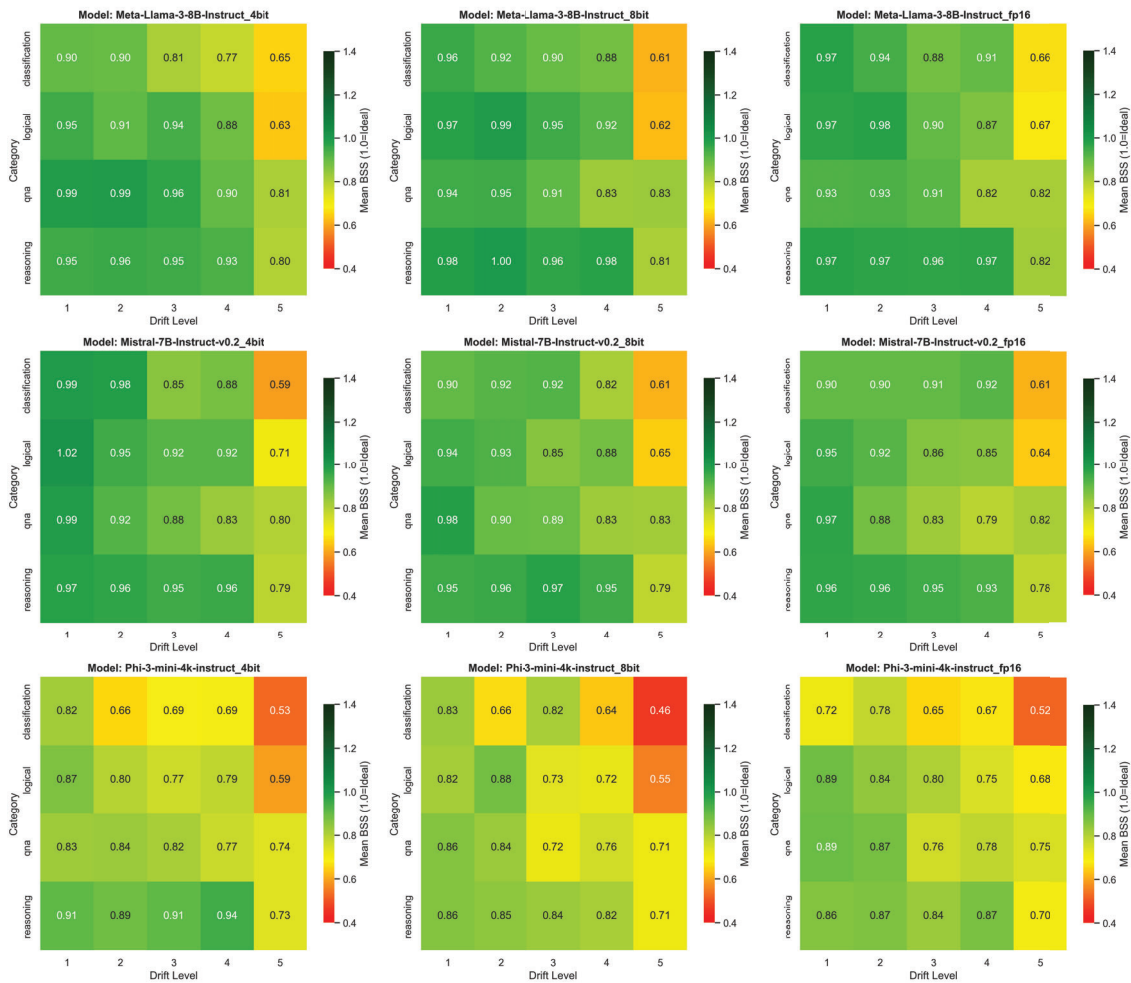 Model: Meta-Llama-3-8B-Instruct_4bit
classification
logical
qna
reasoning
Category
0.90 0.90 0.81 0.77 0.65
0.95 0.91 0.94 0.88 0.63
0.99 0.99 0.96 0.90 0.81
0.95 0.96 0.95 0.93 0.80
1 2 3 4 5
Drift Level
1.4
1.2
1.0
0.8
0.6
0.4
Mean BSS (1.0=Ideal)
Model: Meta-Llama-3-8B-Instruct_8bit
classification
logical
qna
reasoning
Category
0.96 0.92 0.90 0.88 0.61
0.97 0.99 0.95 0.92 0.62
0.94 0.95 0.91 0.83 0.83
0.98 1.00 0.96 0.98 0.81
1 2 3 4 5
Drift Level
1.4
1.2
1.0
0.8
0.6
0.4
Mean BSS (1.0=Ideal)
Model: Meta-Llama-3-8B-Instruct_fp16
classification
logical
qna
reasoning
Category
0.97 0.94 0.88 0.91 0.66
0.97 0.98 0.90 0.87 0.67
0.93 0.93 0.91 0.82 0.82
0.97 0.97 0.96 0.97 0.82
1 2 3 4 5
Drift Level
1.4
1.2
1.0
0.8
0.6
0.4
Mean BSS (1.0=Ideal)
Model: Mistral-7B-Instruct-v0.2_4bit
classification
logical
qna
reasoning
Category
0.99 0.98 0.85 0.88 0.59
1.02 0.95 0.92 0.92 0.71
0.99 0.92 0.88 0.83 0.80
0.97 0.96 0.95 0.96 0.79
1 2 3 4 5
Drift Level
1.4
1.2
1.0
0.8
0.6
0.4
Mean BSS (1.0=Ideal)
Model: Mistral-7B-Instruct-v0.2_8bit
classification
logical
qna
reasoning
Category
0.90 0.92 0.92 0.82 0.61
0.94 0.93 0.85 0.88 0.65
0.98 0.90 0.89 0.83 0.83
0.95 0.96 0.97 0.95 0.79
1 2 3 4 5
Drift Level
1.4
1.2
1.0
0.8
0.6
0.4
Mean BSS (1.0=Ideal)
Model: Mistral-7B-Instruct-v0.2_fp16
classification
logical
qna
reasoning
Category
0.90 0.90 0.91 0.92 0.61
0.95 0.92 0.86 0.85 0.64
0.97 0.88 0.83 0.79 0.82
0.96 0.96 0.95 0.93 0.78
1 2 3 4 5
Drift Level
1.4
1.2
1.0
0.8
0.6
0.4
Mean BSS (1.0=Ideal)
Model: Phi-3-mini-4k-instruct_4bit
classification
logical
qna
reasoning
Category
0.82 0.66 0.69 0.69 0.53
0.87 0.80 0.77 0.79 0.59
0.83 0.84 0.82 0.77 0.74
0.91 0.89 0.91 0.94 0.73
1 2 3 4 5
Drift Level
1.4
1.2
1.0
0.8
0.6
0.4
Mean BSS (1.0=Ideal)
Model: Phi-3-mini-4k-instruct_8bit
classification
logical
qna
reasoning
Category
0.83 0.66 0.82 0.64 0.46
0.82 0.88 0.73 0.72 0.55
0.86 0.84 0.72 0.76 0.71
0.86 0.85 0.84 0.82 0.71
1 2 3 4 5
Drift Level
1.4
1.2
1.0
0.8
0.6
0.4
Mean BSS (1.0=Ideal)
Model: Phi-3-mini-4k-instruct_fp16
classification
logical
qna
reasoning
Category
0.72 0.78 0.65 0.67 0.52
0.89 0.84 0.80 0.75 0.68
0.89 0.87 0.76 0.78 0.75
0.86 0.87 0.84 0.87 0.70
1 2 3 4 5
Drift Level
1.4
1.2
1.0
0.8
0.6
0.4
Mean BSS (1.0=Ideal)